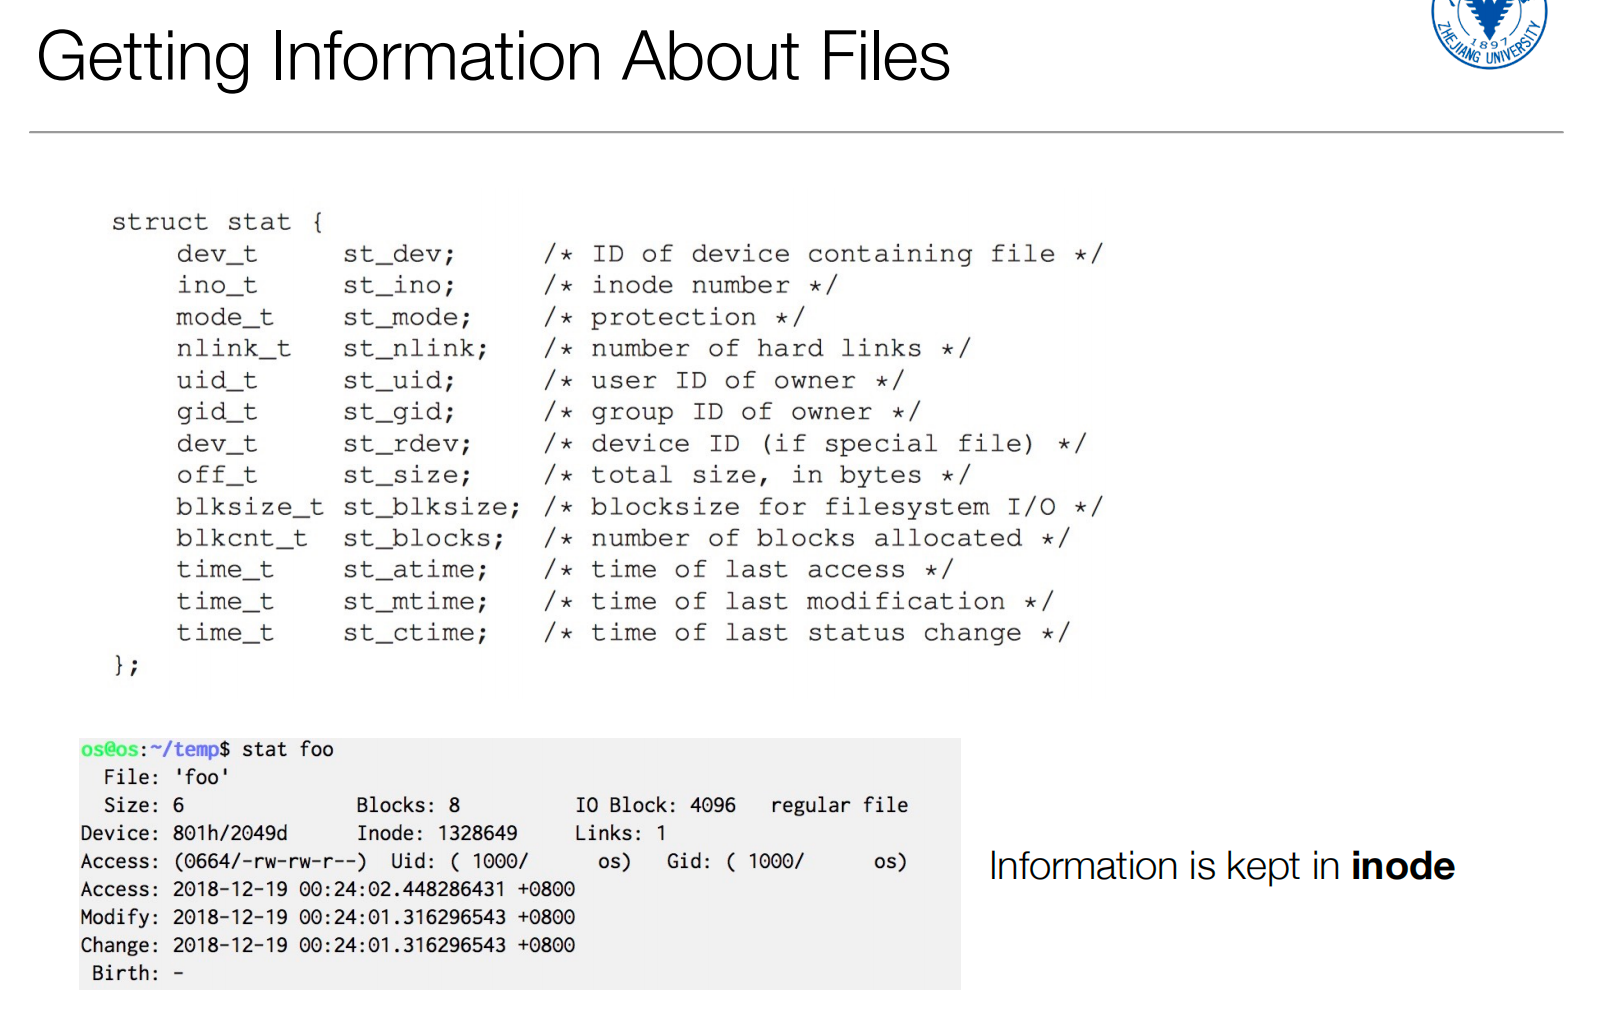 Getting Information About Files
ZHEJIANG UNIVERSITY
1897
struct stat {
dev_t st_dev; /* ID of device containing file */
ino_t st_ino; /* inode number */
mode_t st_mode; /* protection */
nlink_t st_nlink; /* number of hard links */
uid_t st_uid; /* user ID of owner */
gid_t st_gid; /* group ID of owner */
dev_t st_rdev; /* device ID (if special file) */
off_t st_size; /* total size, in bytes */
blksize_t st_blksize; /* blocksize for filesystem I/O */
blkcnt_t st_blocks; /* number of blocks allocated */
time_t st_atime; /* time of last access */
time_t st_mtime; /* time of last modification */
time_t st_ctime; /* time of last status change */
};
os@os:~/temp$ stat foo
File: 'foo'
Size: 6 Blocks: 8 IO Block: 4096 regular file
Device: 801h/2049d Inode: 1328649 Links: 1
Access: (0664/-rw-rw-r--) Uid: ( 1000/ os) Gid: ( 1000/ os)
Access: 2018-12-19 00:24:02.448286431 +0800
Modify: 2018-12-19 00:24:01.316296543 +0800
Change: 2018-12-19 00:24:01.316296543 +0800
Birth: -
Information is kept in inode